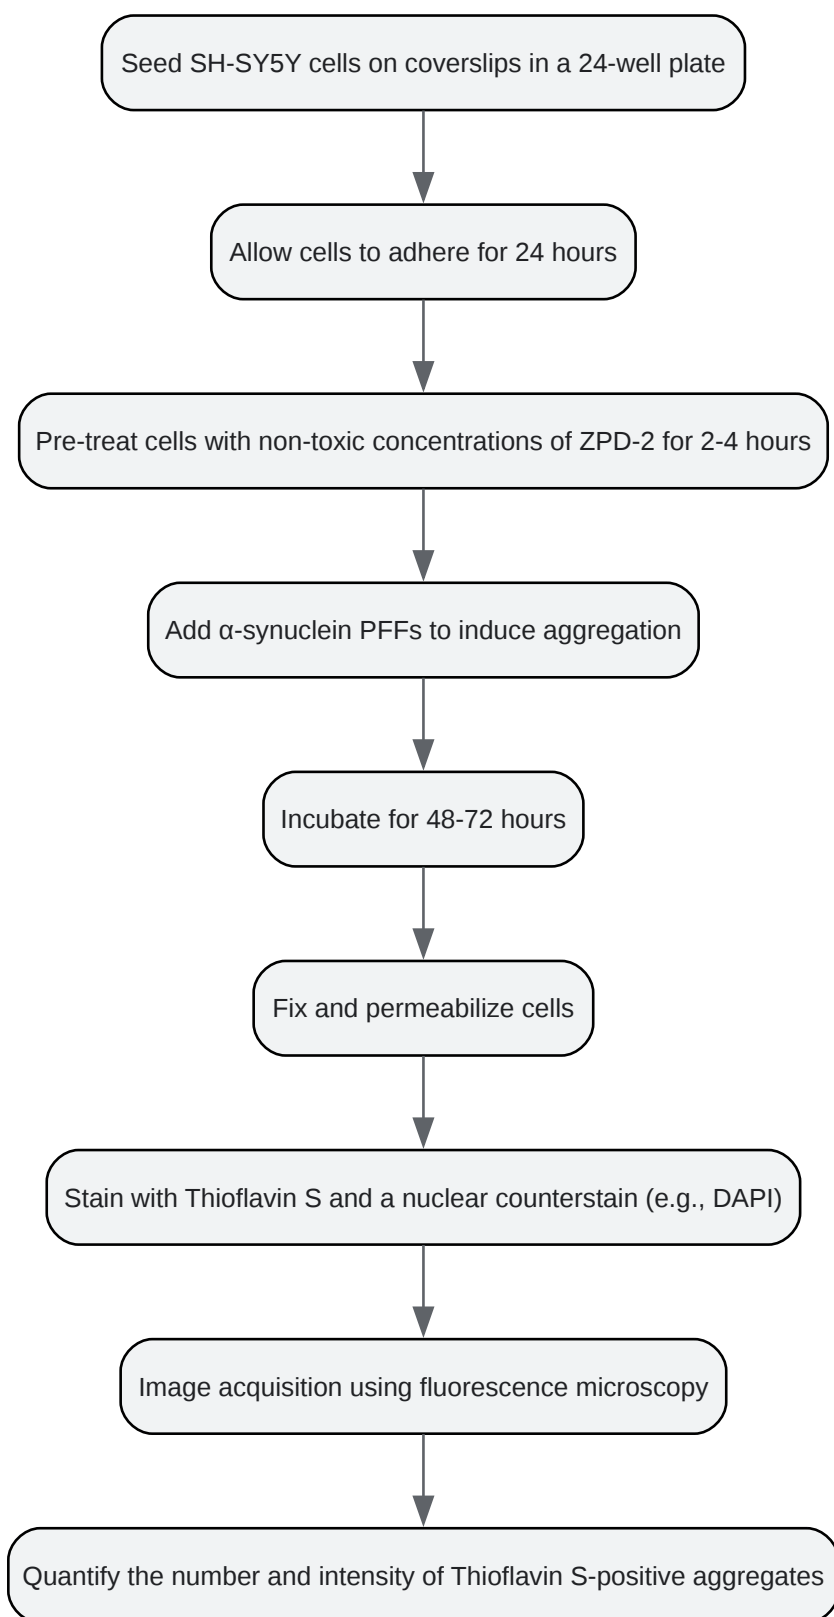 Seed SH-SY5Y cells on coverslips in a 24-well plate
Allow cells to adhere for 24 hours
Pre-treat cells with non-toxic concentrations of ZPD-2 for 2-4 hours
Add α-synuclein PFFs to induce aggregation
Incubate for 48-72 hours
Fix and permeabilize cells
Stain with Thioflavin S and a nuclear counterstain (e.g., DAPI)
Image acquisition using fluorescence microscopy
Quantify the number and intensity of Thioflavin S-positive aggregates